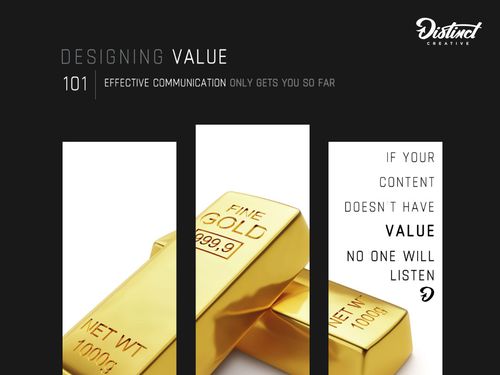 Distinct
CREATIVE
DESIGNING VALUE
101 EFFECTIVE COMMUNICATION ONLY GETS YOU SO FAR
IF YOUR
CONTENT
DOESN'T HAVE
VALUE
NO ONE WILL
LISTEN
D
FINE
GOLD
999,9
NET WT
1000g
NET WT
1000g